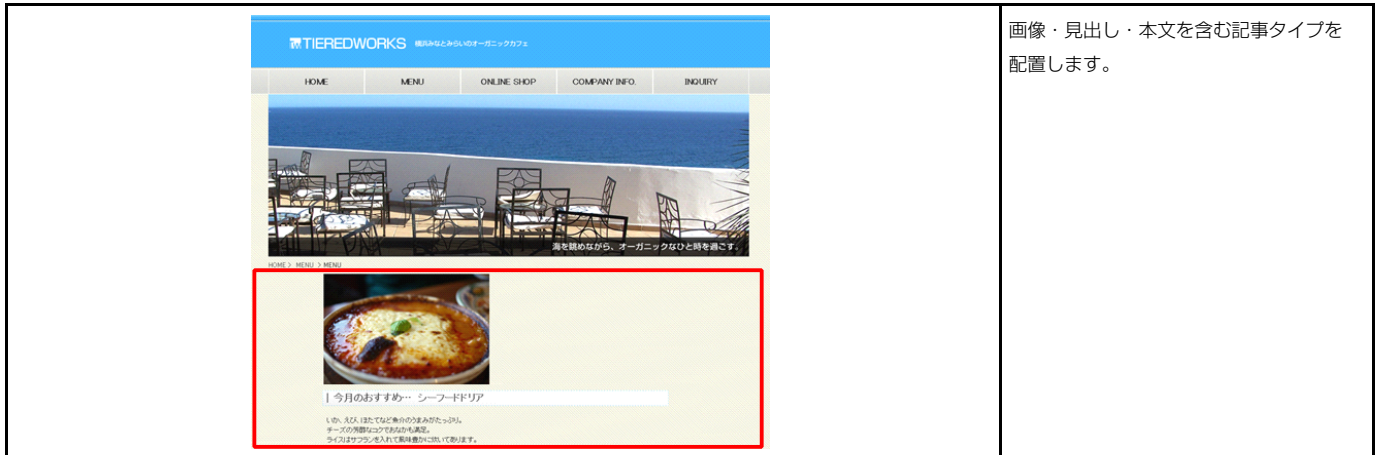 TIEREDWORKS 横浜みなとみらいのオーガニックカフェ
HOME MENU ONLINE SHOP COMPANY INFO. INQUIRY
海を眺めながら、オーガニックなひと時を過ごす。
HOME > MENU > MENU
| 今月のおすすめ… シーフードドリア
いか、えび、ほたてなど魚介のうまみがたっぷり。
チーズの芳醇なコクでおなかも満足。
ライスはサフランを入れて風味豊かに炊いてあります。
画像・見出し・本文を含む記事タイプを
配置します。